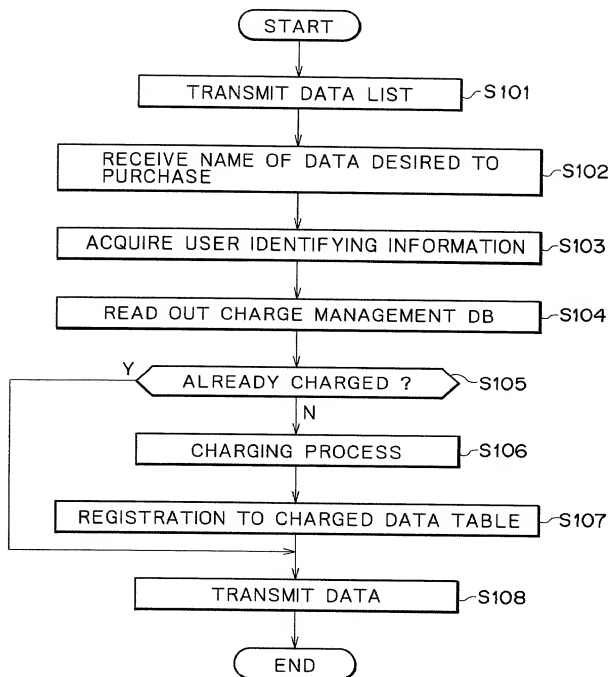 START
TRANSMIT DATA LIST
S101
RECEIVE NAME OF DATA DESIRED TO
PURCHASE
S102
ACQUIRE USER IDENTIFYING INFORMATION
S103
READ OUT CHARGE MANAGEMENT DB
S104
Y
ALREADY CHARGED ?
S105
N
CHARGING PROCESS
S106
REGISTRATION TO CHARGED DATA TABLE
S107
TRANSMIT DATA
S108
END